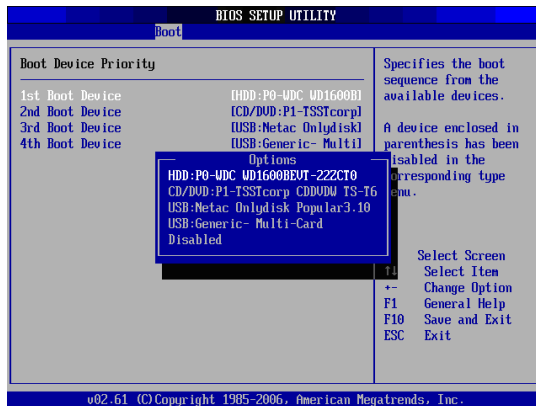 BIOS SETUP UTILITY
Boot
Boot Device Priority
1st Boot Device [HDD:P0-WDC WD1600B]
2nd Boot Device [CD/DVD:P1-TSSTcorp]
3rd Boot Device [USB:Netac Onlydisk]
4th Boot Device [USB:Generic- Multi]
Options
HDD:P0-WDC WD1600BEVT-22ZCT0
CD/DVD:P1-TSSTcorp CDDVDW TS-T6
USB:Netac Onlydisk Popular3.10
USB:Generic- Multi-Card
Disabled
Specifies the boot
sequence from the
available devices.
A device enclosed in
parenthesis has been
disabled in the
corresponding type
menu.
Select Screen
↑↓ Select Item
+- Change Option
F1 General Help
F10 Save and Exit
ESC Exit
v02.61 (C)Copyright 1985-2006, American Megatrends, Inc.